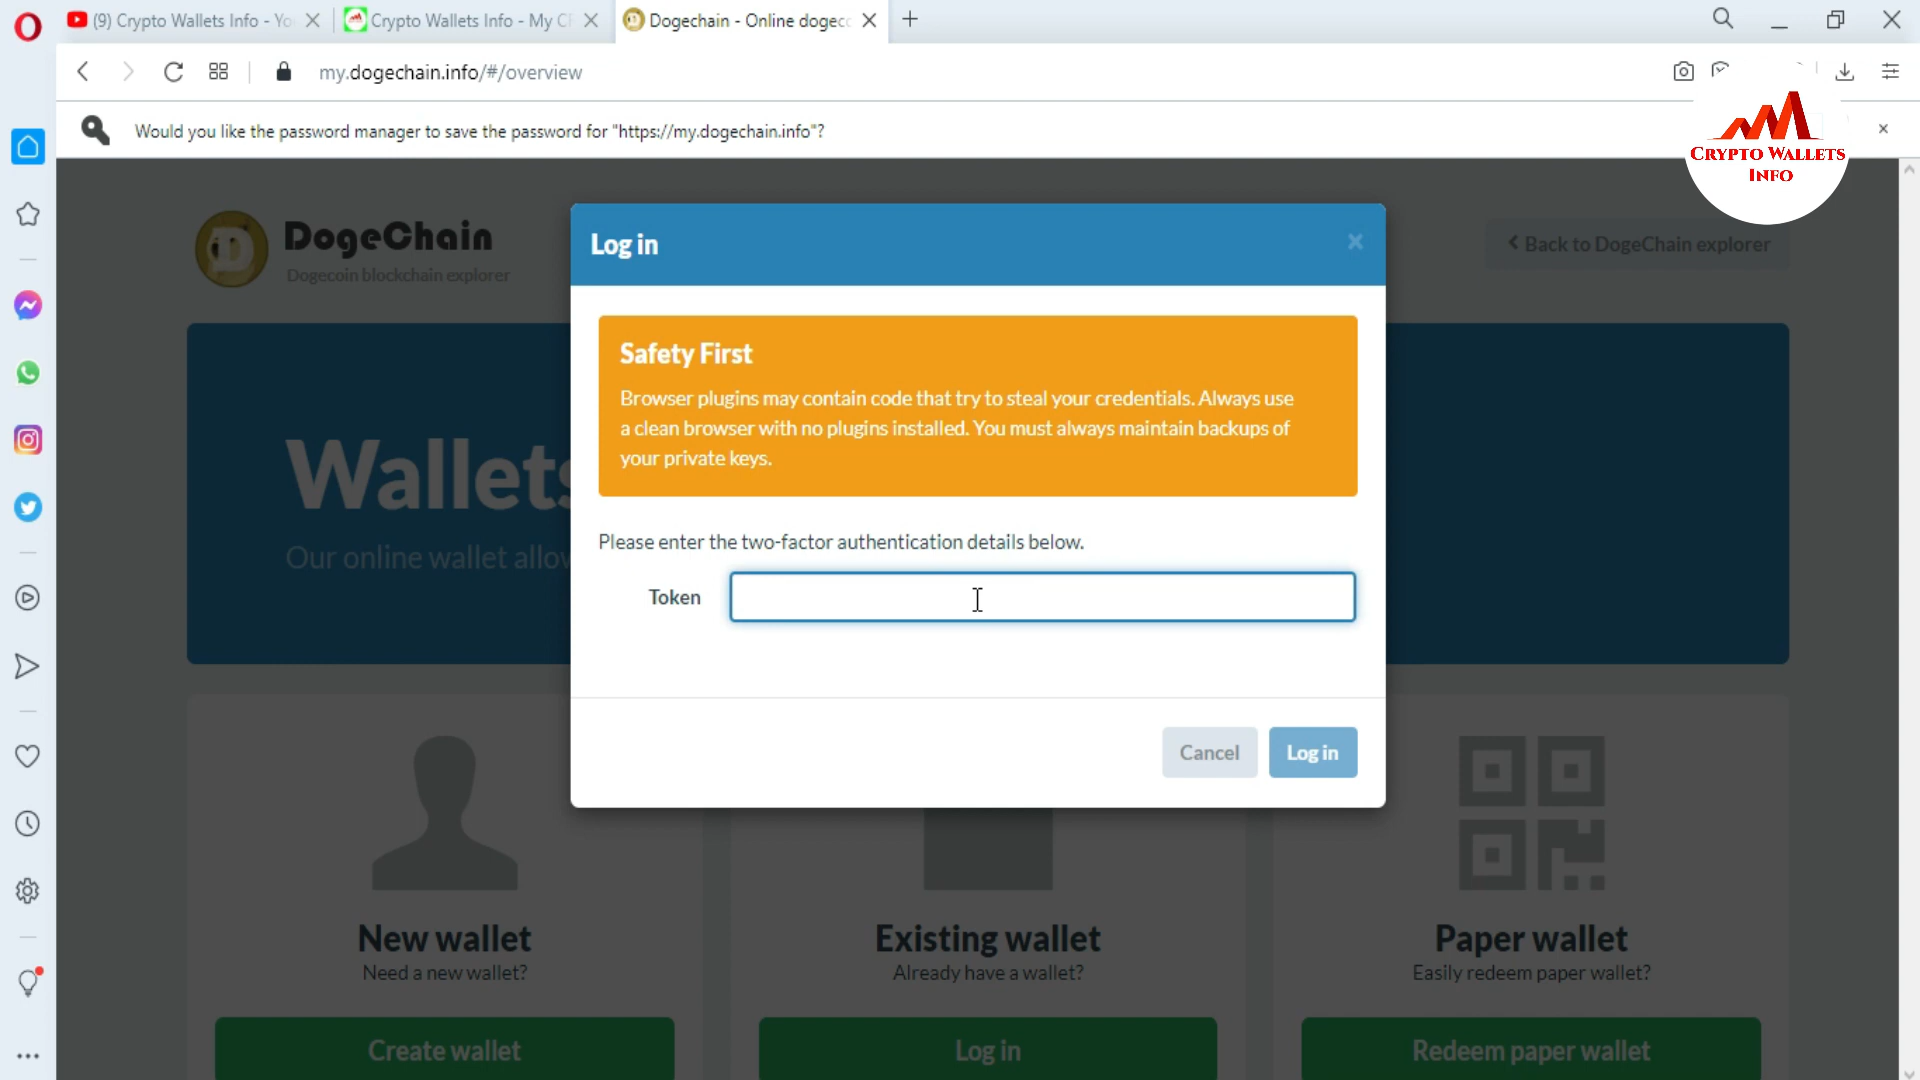 (9) Crypto Wallets Info - Yo
Crypto Wallets Info - My C
Dogechain - Online dogec
my.dogechain.info/#/overview
Would you like the password manager to save the password for "https://my.dogechain.info"?
CRYPTO WALLETS
INFO
DogeChain
Dogecoin blockchain explorer
Back to DogeChain explorer
Log in
Safety First
Browser plugins may contain code that try to steal your credentials. Always use
a clean browser with no plugins installed. You must always maintain backups of
your private keys.
Wallets
Our online wallet allow
Please enter the two-factor authentication details below.
Token
Cancel
Log in
New wallet
Need a new wallet?
Create wallet
Existing wallet
Already have a wallet?
Log in
Paper wallet
Easily redeem paper wallet?
Redeem paper wallet